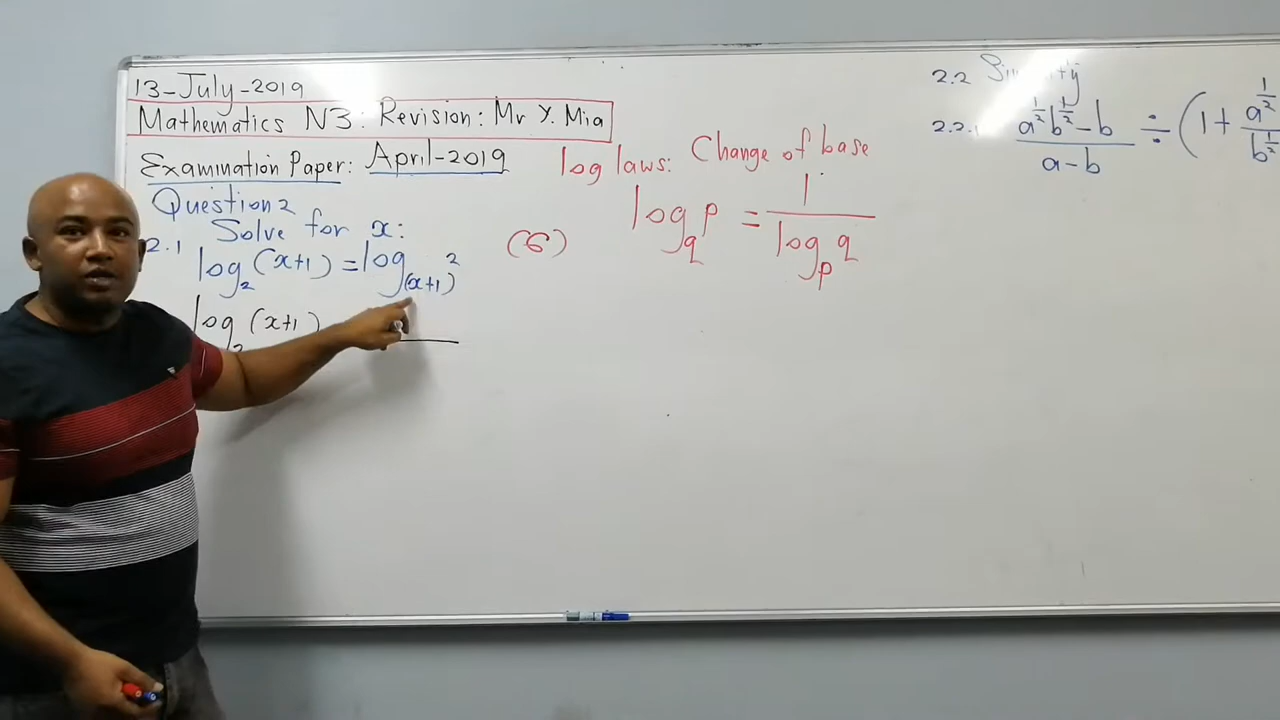 13-July-2019
Mathematics N3: Revision: Mr Y. Mia
Examination Paper: April-2019
Question 2
Solve for x:
2.1 log₂(x+1) = log₍ₓ₊₁₎2 (6)
log₂(x+1)
log laws: Change of base
log_q p = 1/log_p q
2.2
2.2.1 (a^½ b^½ - b)/(a-b) ÷ (1 + a^½/b^½